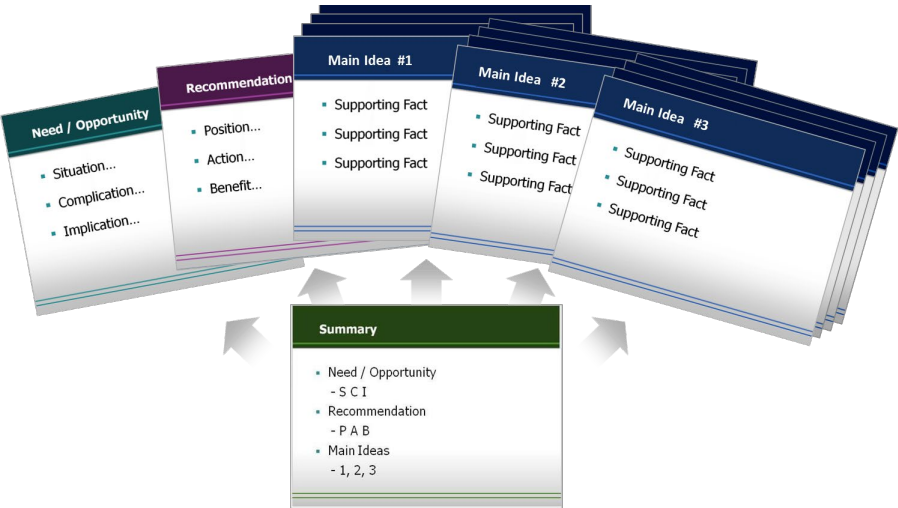 Need / Opportunity
Situation...
Complication...
Implication...
Recommendation
Position...
Action...
Benefit...
Main Idea #1
Supporting Fact
Supporting Fact
Supporting Fact
Main Idea #2
Supporting Fact
Supporting Fact
Supporting Fact
Main Idea #3
Supporting Fact
Supporting Fact
Supporting Fact
Summary
Need / Opportunity
- S C I
Recommendation
- P A B
Main Ideas
- 1, 2, 3